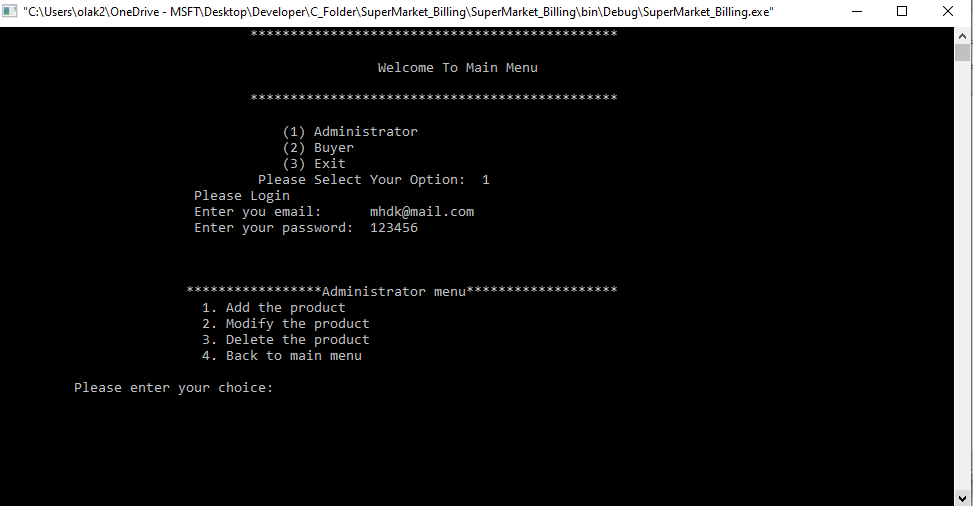 "C:\Users\olak2\OneDrive - MSFT\Desktop\Developer\C_Folder\SuperMarket_Billing\SuperMarket_Billing\bin\Debug\SuperMarket_Billing.exe"
**********************************************
Welcome To Main Menu
**********************************************
(1) Administrator
(2) Buyer
(3) Exit
Please Select Your Option: 1
Please Login
Enter you email: mhdk@mail.com
Enter your password: 123456
*****************Administrator menu*******************
1. Add the product
2. Modify the product
3. Delete the product
4. Back to main menu
Please enter your choice: